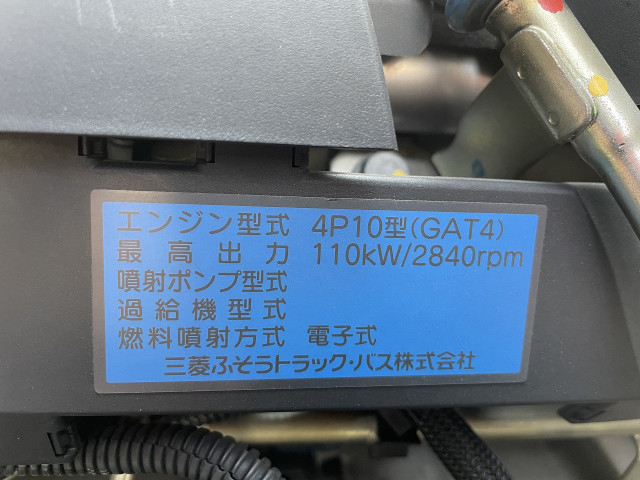 エンジン型式 4P10型(GAT4)
最高出力 110kW/2840rpm
噴射ポンプ型式
過給機型式
燃料噴射方式 電子式
三菱ふそうトラック・バス株式会社